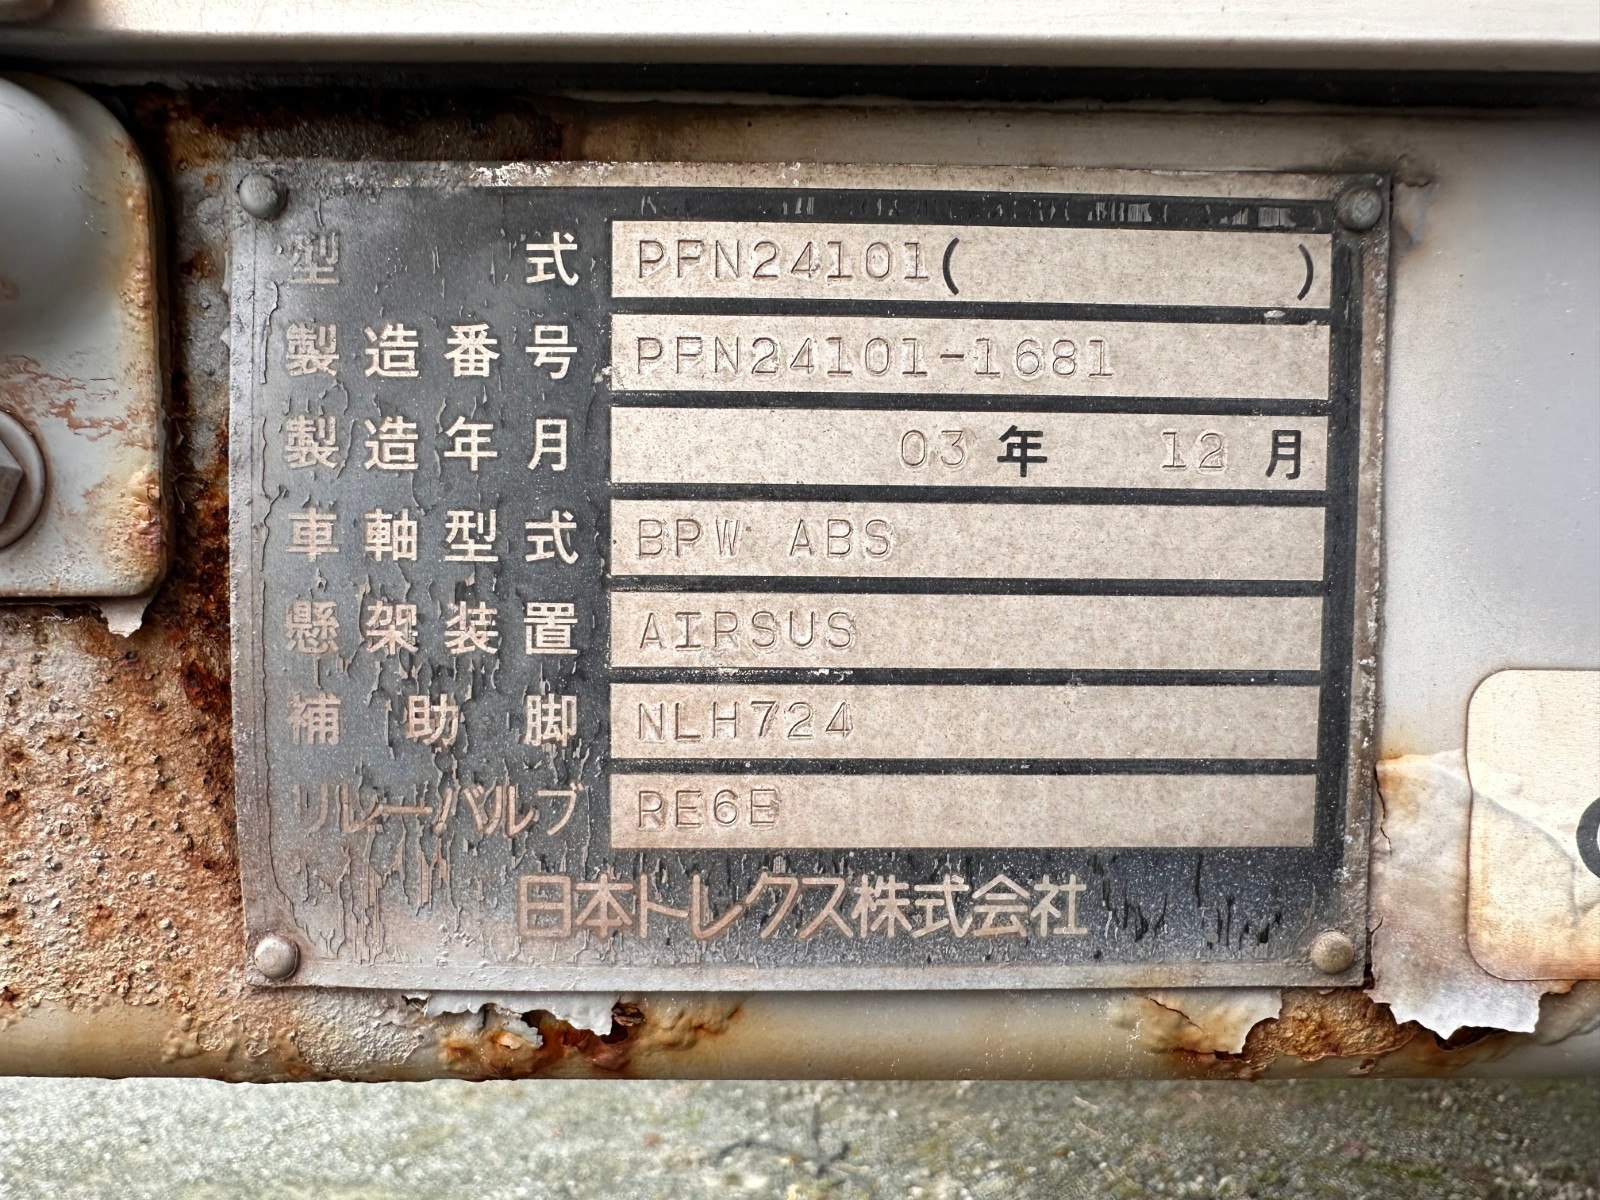 型式 PFN24101( )
製造番号 PFN24101-1681
製造年月 03年 12月
車軸型式 BPW ABS
懸架装置 AIRSUS
補助脚 NLH724
リレーバルブ RE6E
日本トレクス株式会社